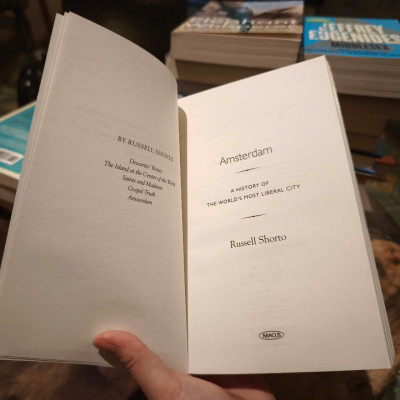 BY RUSSELL SHORTO
Descartes' Bones
The Island at the Center of the World
Saints and Madmen
Gospel Truth
Amsterdam
Amsterdam
A HISTORY OF
THE WORLD'S MOST LIBERAL CITY
Russell Shorto
ABACUS
JEFFREY
EUGENIDES
MIDDLESEX